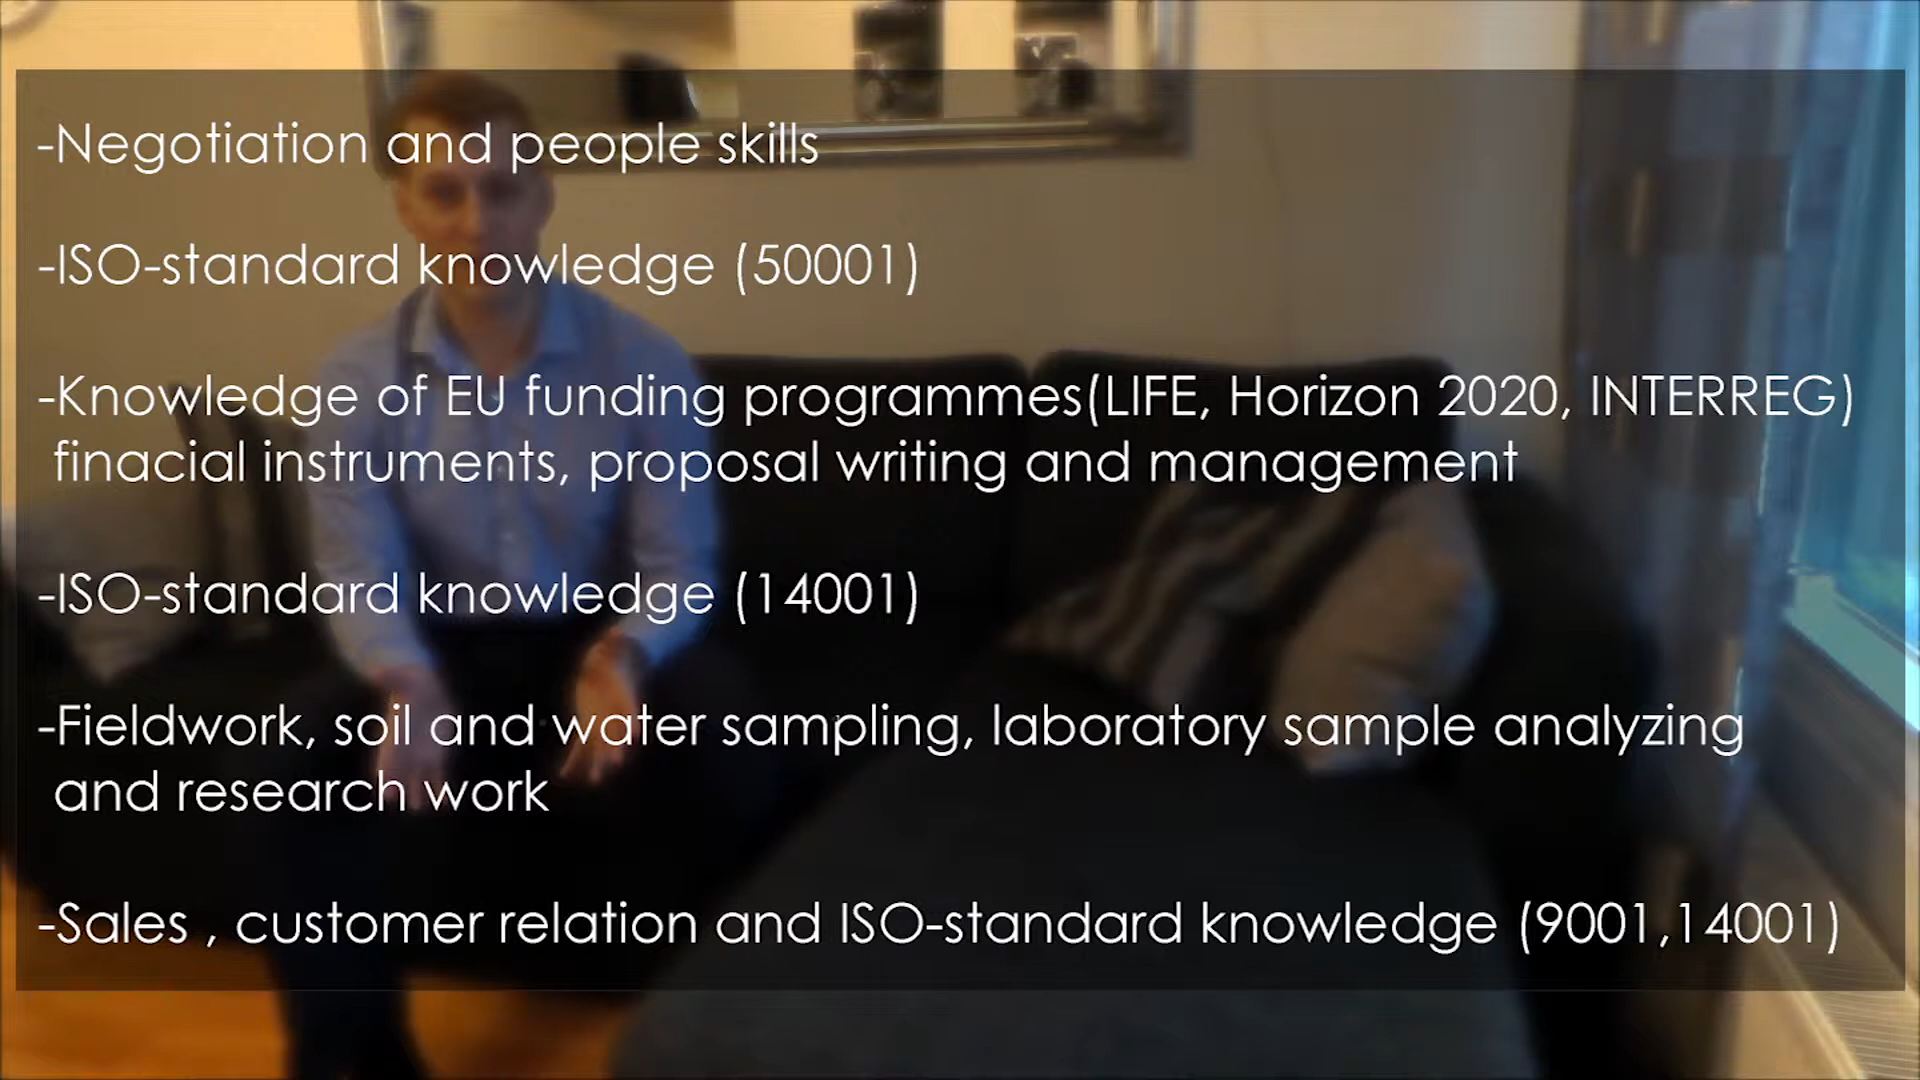 -Negotiation and people skills
-ISO-standard knowledge (50001)
-Knowledge of EU funding programmes(LIFE, Horizon 2020, INTERREG)
finacial instruments, proposal writing and management
-ISO-standard knowledge (14001)
-Fieldwork, soil and water sampling, laboratory sample analyzing
and research work
-Sales , customer relation and ISO-standard knowledge (9001,14001)